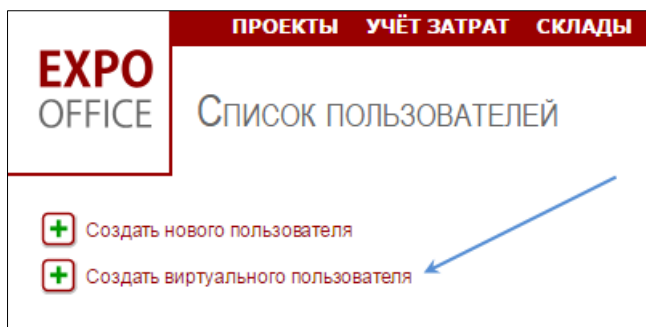 ПРОЕКТЫ УЧЁТ ЗАТРАТ СКЛАДЫ
EXPO
OFFICE
Список пользователей
Создать нового пользователя
Создать виртуального пользователя